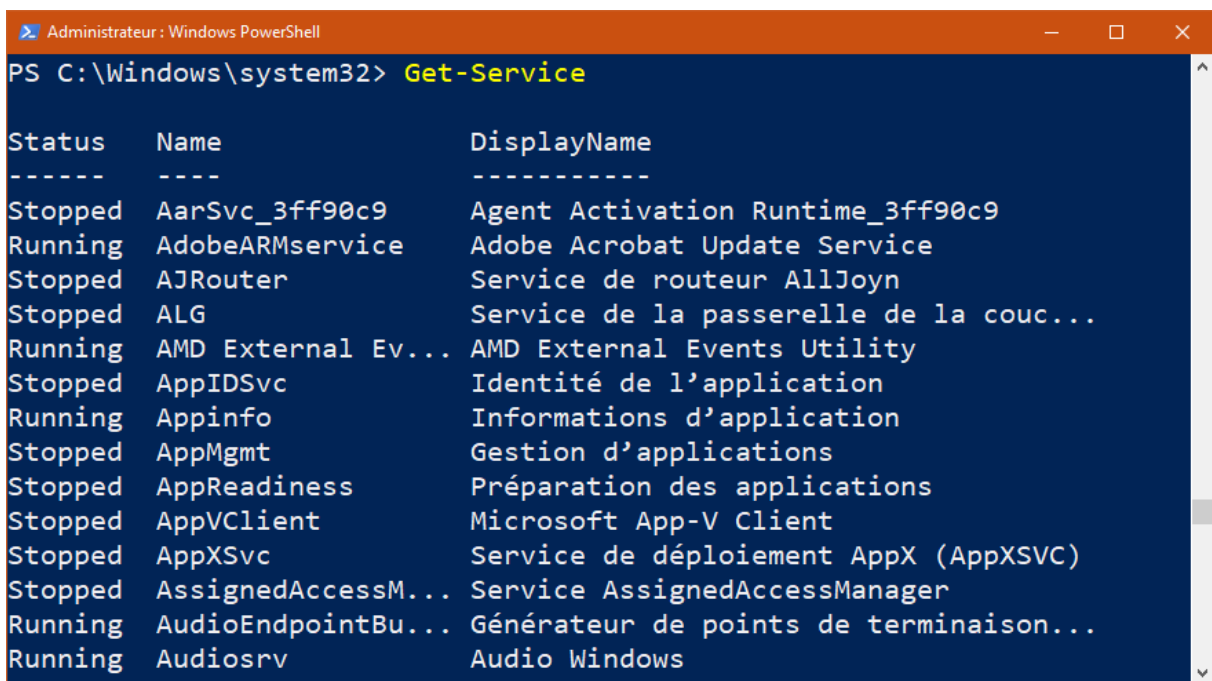 Administrateur : Windows PowerShell
PS C:\Windows\system32> Get-Service
Status Name DisplayName
------ ---- -----------
Stopped AarSvc_3ff90c9 Agent Activation Runtime_3ff90c9
Running AdobeARMservice Adobe Acrobat Update Service
Stopped AJRouter Service de routeur AllJoyn
Stopped ALG Service de la passerelle de la couc...
Running AMD External Ev... AMD External Events Utility
Stopped AppIDSvc Identité de l’application
Running Appinfo Informations d’application
Stopped AppMgmt Gestion d’applications
Stopped AppReadiness Préparation des applications
Stopped AppVClient Microsoft App-V Client
Stopped AppXSvc Service de déploiement AppX (AppXSVC)
Stopped AssignedAccessM... Service AssignedAccessManager
Running AudioEndpointBu... Générateur de points de terminaison...
Running Audiosrv Audio Windows